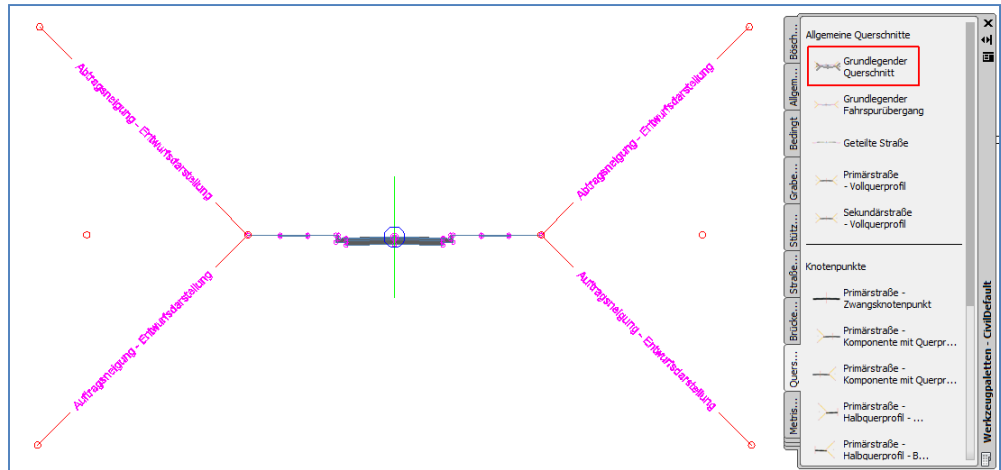 Abtragsneigung - Entwurfsdarstellung
Abtragsneigung - Entwurfsdarstellung
Auftragsneigung - Entwurfsdarstellung
Auftragsneigung - Entwurfsdarstellung
Bösch...
Allgem...
Bedingt
Grabe...
Stütz...
Straße...
Brücke...
Quers...
Metris...
Allgemeine Querschnitte
Grundlegender
Querschnitt
Grundlegender
Fahrspurübergang
Geteilte Straße
Primärstraße
- Vollquerprofil
Sekundärstraße
- Vollquerprofil
Knotenpunkte
Primärstraße -
Zwangsknotenpunkt
Primärstraße -
Komponente mit Querpr...
Primärstraße -
Komponente mit Querpr...
Primärstraße -
Halbquerprofil - ...
Primärstraße -
Halbquerprofil - B...
Werkzeugpaletten - CivilDefault